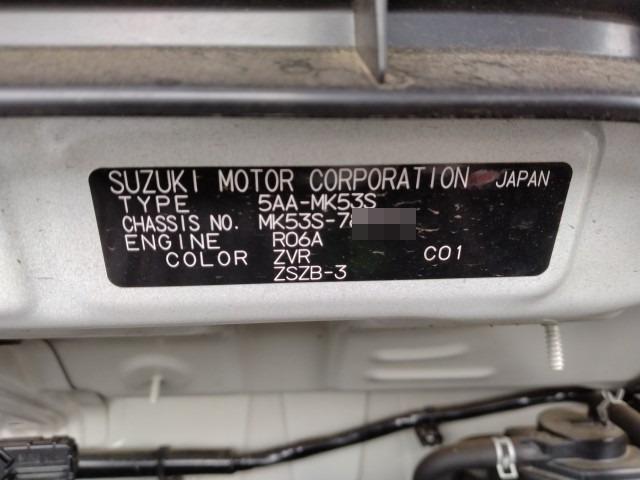 SUZUKI MOTOR CORPORATION JAPAN
TYPE 5AA-MK53S
CHASSIS NO. MK53S-7
ENGINE R06A
COLOR ZVR C01
ZSZB-3